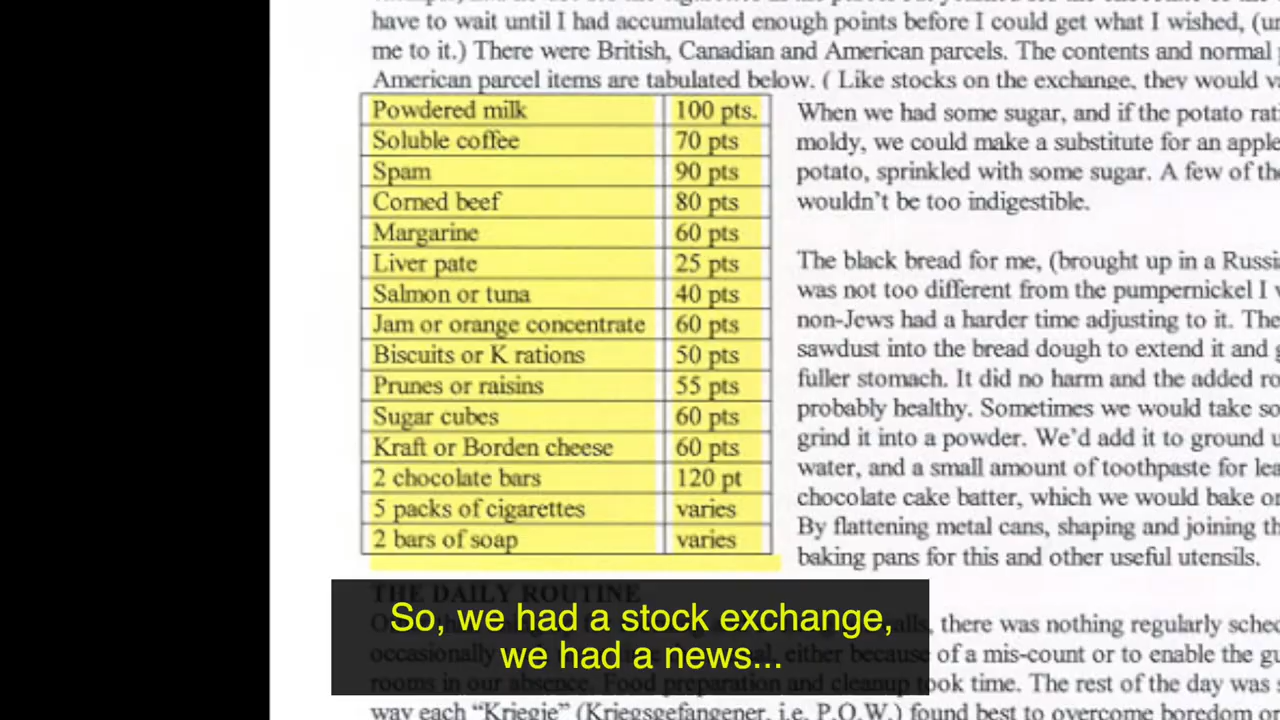 have to wait until I had accumulated enough points before I could get what I wished,
me to it.) There were British, Canadian and American parcels. The contents and normal
American parcel items are tabulated below. ( Like stocks on the exchange, they would
Powdered milk 100 pts.
Soluble coffee 70 pts
Spam 90 pts
Corned beef 80 pts
Margarine 60 pts
Liver pate 25 pts
Salmon or tuna 40 pts
Jam or orange concentrate 60 pts
Biscuits or K rations 50 pts
Prunes or raisins 55 pts
Sugar cubes 60 pts
Kraft or Borden cheese 60 pts
2 chocolate bars 120 pt
5 packs of cigarettes varies
2 bars of soap varies
When we had some sugar, and if the potato
moldy, we could make a substitute for an apple
potato, sprinkled with some sugar. A few of
wouldn't be too indigestible.
The black bread for me, (brought up in a
was not too different from the pumpernickel I
non-Jews had a harder time adjusting to it.
sawdust into the bread dough to extend it and
fuller stomach. It did no harm and the added
probably healthy. Sometimes we would take
grind it into a powder. We'd add it to ground
water, and a small amount of toothpaste for
chocolate cake batter, which we would bake
By flattening metal cans, shaping and joining
baking pans for this and other useful utensils.
THE DAILY ROUTINE
there was nothing regularly
occasionally either because of a mis-count or to enable the
rooms in our absence. Food preparation and cleanup took time. The rest of the day was
way each "Kriegie" (Kriegsgefangener, i.e. P.O.W.) found best to overcome boredom or
So, we had a stock exchange,
we had a news...